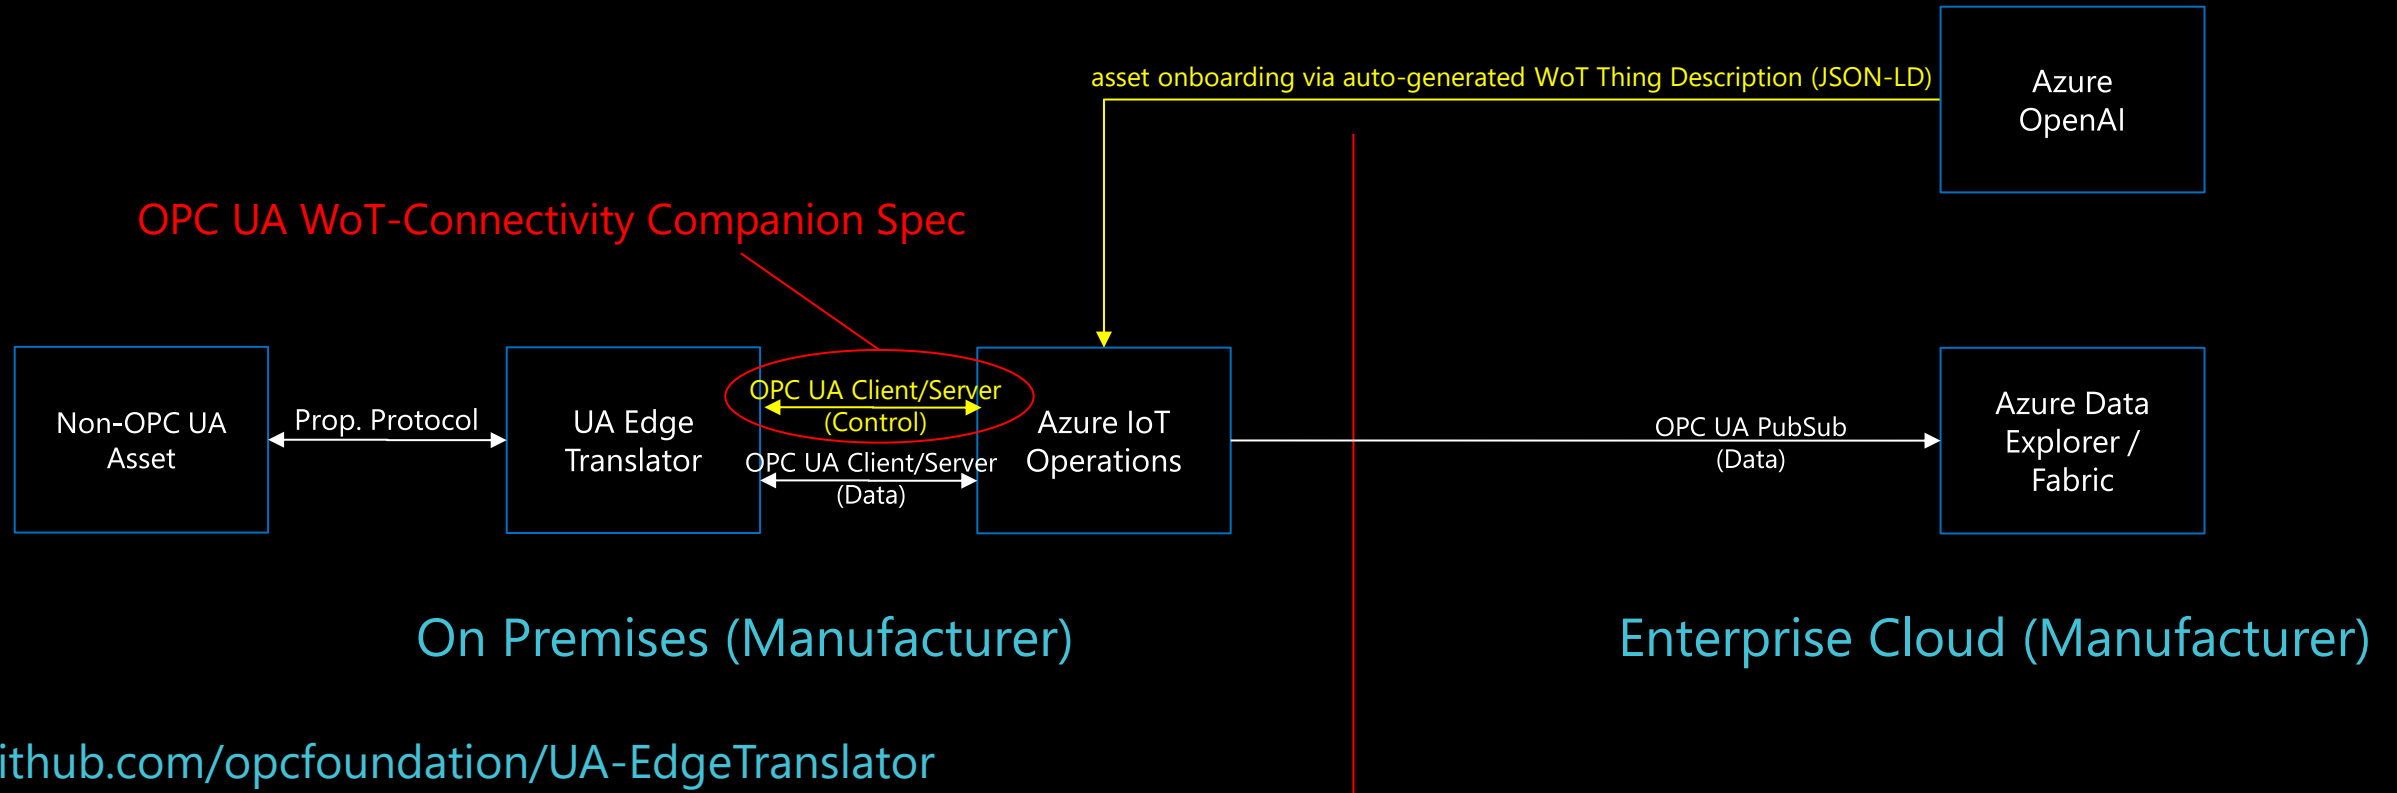 asset onboarding via auto-generated WoT Thing Description (JSON-LD)
Azure
OpenAI
OPC UA WoT-Connectivity Companion Spec
Non-OPC UA
Asset
Prop. Protocol
UA Edge
Translator
OPC UA Client/Server
(Control)
OPC UA Client/Server
(Data)
Azure IoT
Operations
OPC UA PubSub
(Data)
Azure Data
Explorer /
Fabric
On Premises (Manufacturer)
Enterprise Cloud (Manufacturer)
ithub.com/opcfoundation/UA-EdgeTranslator